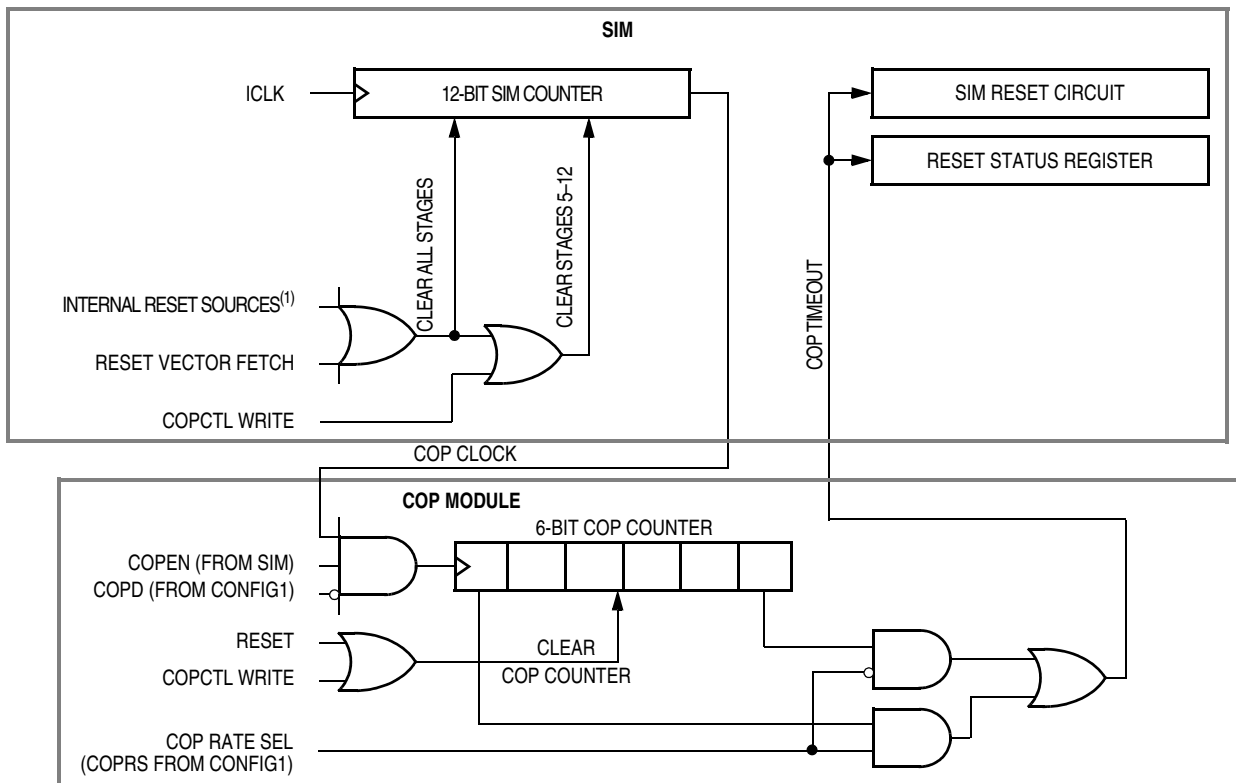 SIM
ICLK
12-BIT SIM COUNTER
SIM RESET CIRCUIT
RESET STATUS REGISTER
CLEAR ALL STAGES
CLEAR STAGES 5–12
COP TIMEOUT
INTERNAL RESET SOURCES(1)
RESET VECTOR FETCH
COPCTL WRITE
COP CLOCK
COP MODULE
6-BIT COP COUNTER
COPEN (FROM SIM)
COPD (FROM CONFIG1)
RESET
CLEAR
COPCTL WRITE
COP COUNTER
COP RATE SEL
(COPRS FROM CONFIG1)